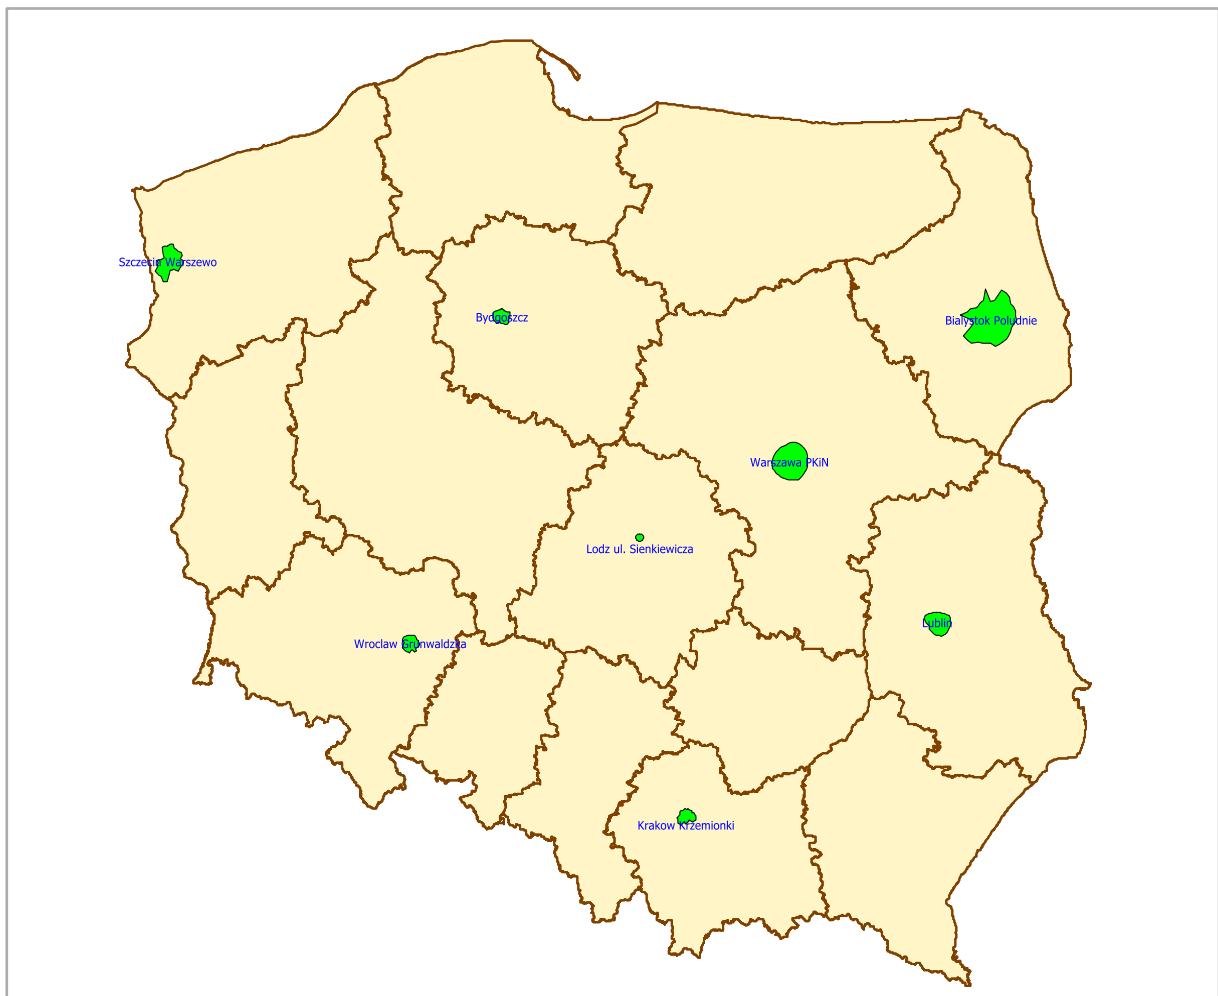 Szczecin Warszewo
Bydgoszcz
Bialystok Poludnie
Warszawa PKiN
Lodz ul. Sienkiewicza
Lublin
Wroclaw Grunwaldzka
Krakow Krzemionki